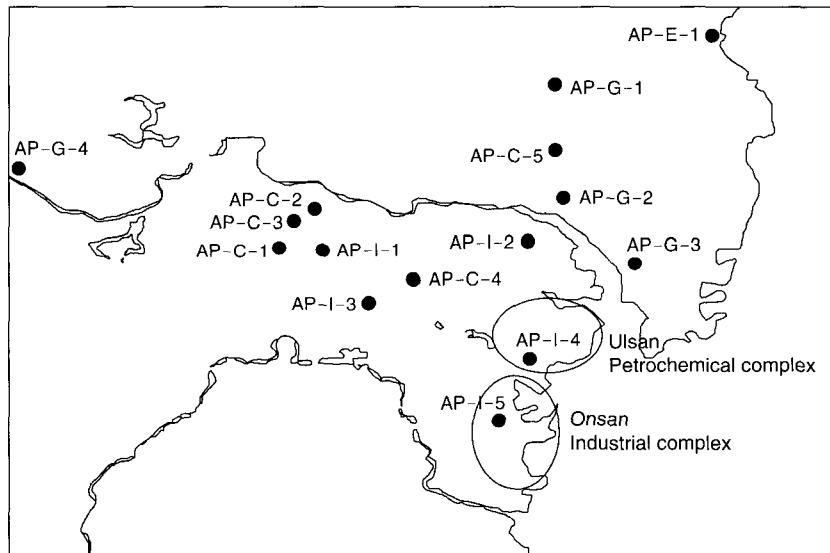 AP-E-1
AP-G-1
AP-G-4
AP-C-5
AP-C-2
AP-G-2
AP-C-3
AP-C-1
AP-I-1
AP-I-2
AP-G-3
AP-C-4
AP-I-3
AP-I-4
Ulsan
Petrochemical complex
AP-I-5
Onsan
Industrial complex